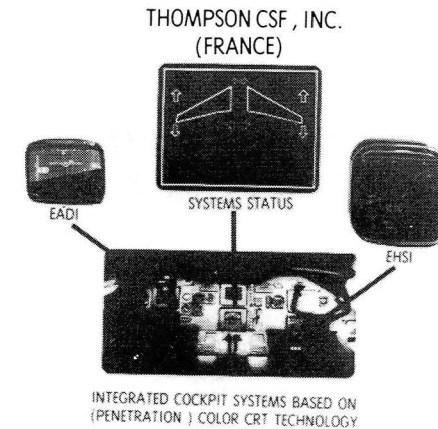 THOMPSON CSF, INC.
(FRANCE)
SYSTEMS STATUS
EADI
EHSI
INTEGRATED COCKPIT SYSTEMS BASED ON
(PENETRATION ) COLOR CRT TECHNOLOGY